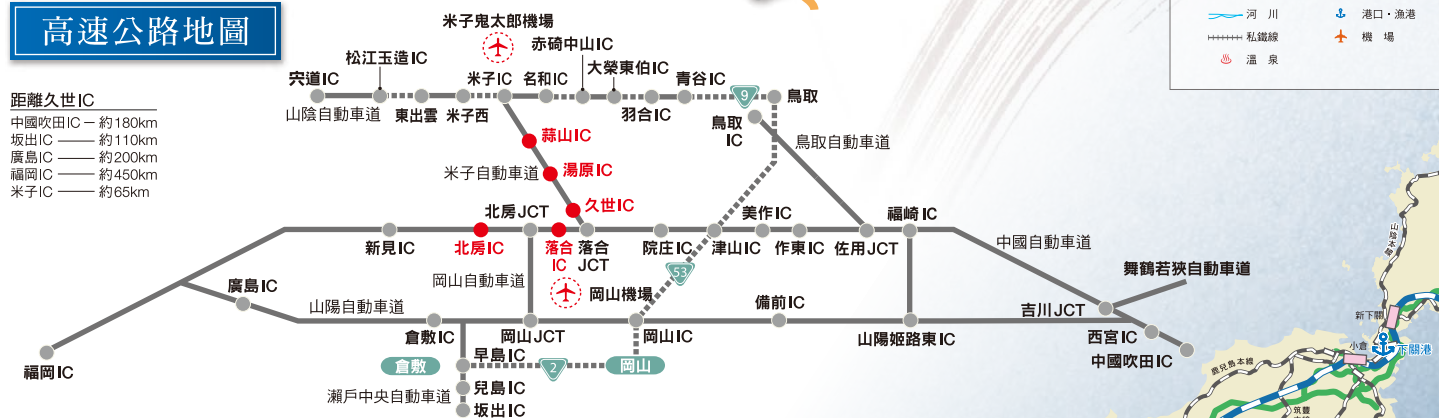 高速公路地圖
距離久世IC
中國吹田IC － 約180km
坂出IC —— 約110km
廣島IC —— 約200km
福岡IC —— 約450km
米子IC —— 約65km
米子鬼太郎機場
宍道IC
松江玉造IC
東出雲
米子西
米子IC
名和IC
赤碕中山IC
大榮東伯IC
羽合IC
青谷IC
9
鳥取
山陰自動車道
鳥取
IC
鳥取自動車道
蒜山IC
湯原IC
米子自動車道
久世IC
新見IC
北房IC
北房JCT
落合
IC
落合
JCT
院庄IC
津山IC
美作IC
作東IC
佐用JCT
福崎IC
中國自動車道
舞鶴若狹自動車道
岡山自動車道
岡山機場
53
廣島IC
山陽自動車道
倉敷IC
岡山JCT
岡山IC
備前IC
山陽姬路東IC
吉川JCT
西宮IC
中國吹田IC
福岡IC
倉敷
早島IC
2
岡山
兒島IC
瀨戶中央自動車道
坂出IC
河川
私鐵線
溫泉
港口・漁港
機場
山陰本線
新下關
小倉
下關港
鹿兒島本線
筑豐